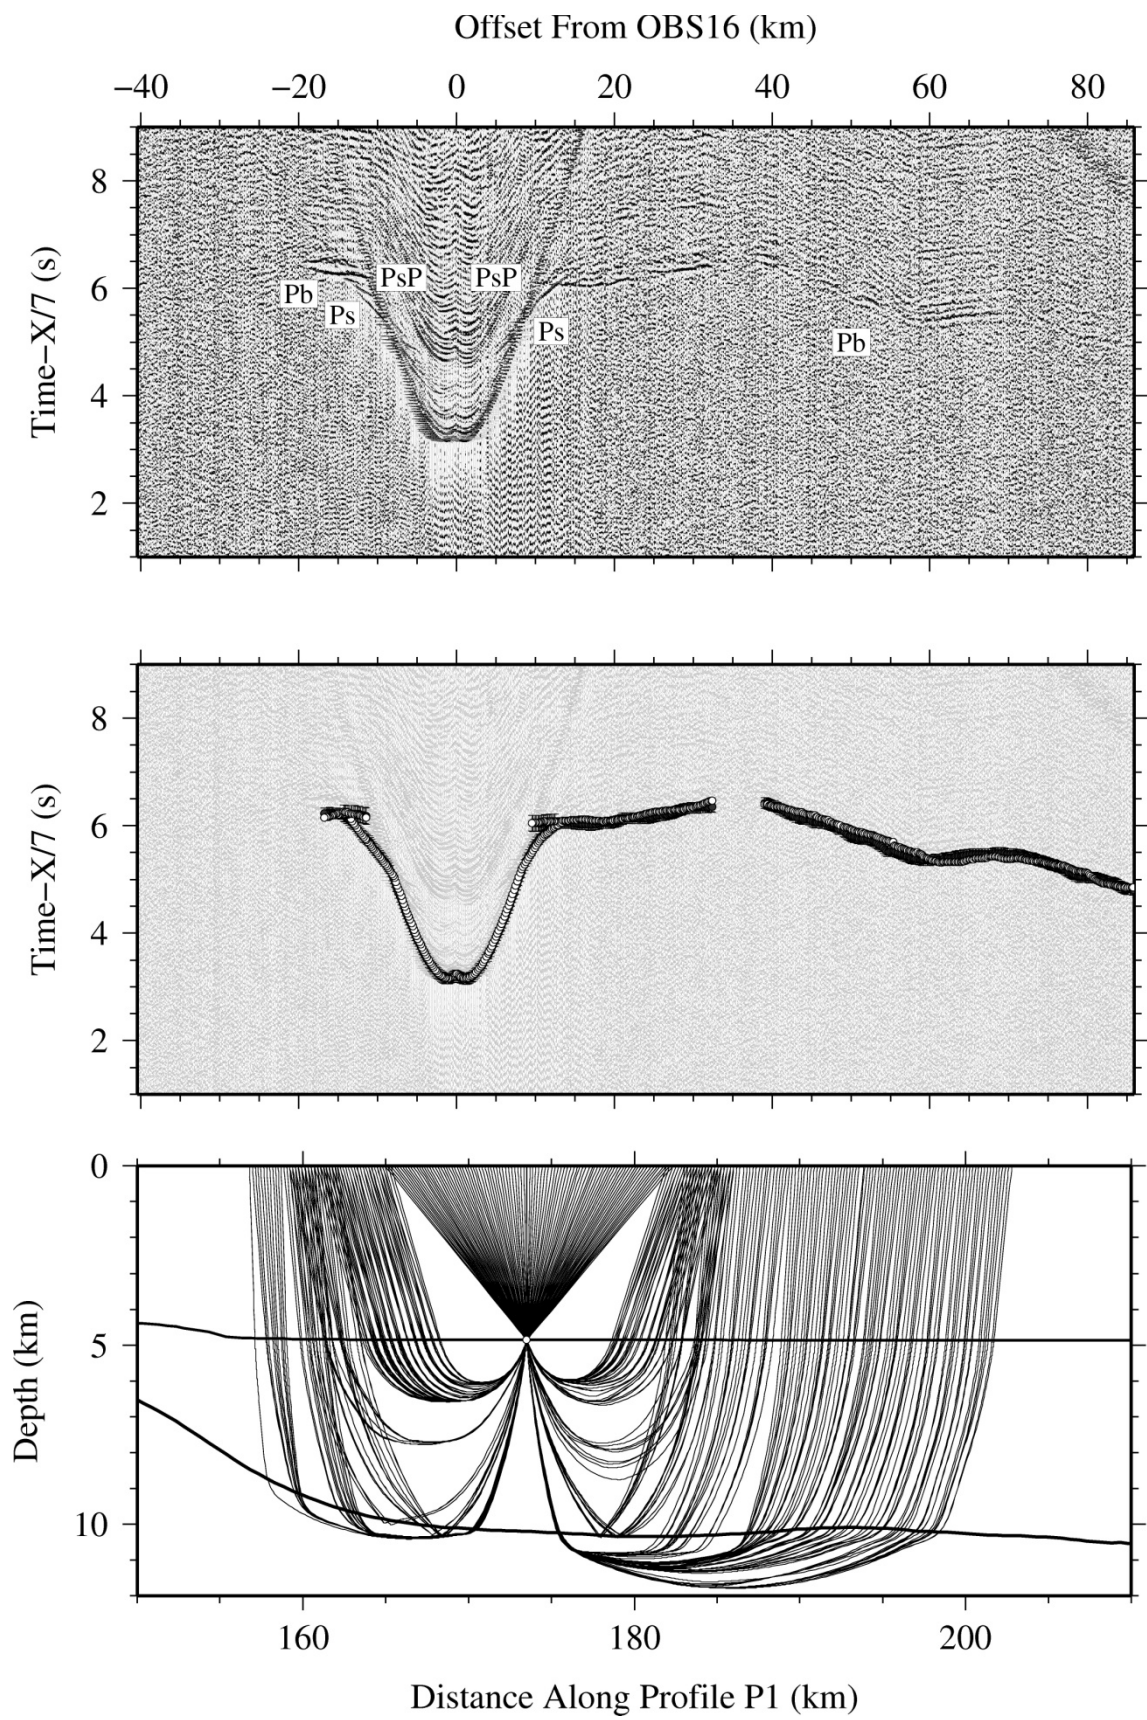 Offset From OBS16 (km)
−40 −20 0 20 40 60 80
8
6
4
2
Time−X/7 (s)
PsP PsP
Pb
Ps Ps
Pb
8
6
4
2
Time−X/7 (s)
0
5
10
Depth (km)
160 180 200
Distance Along Profile P1 (km)